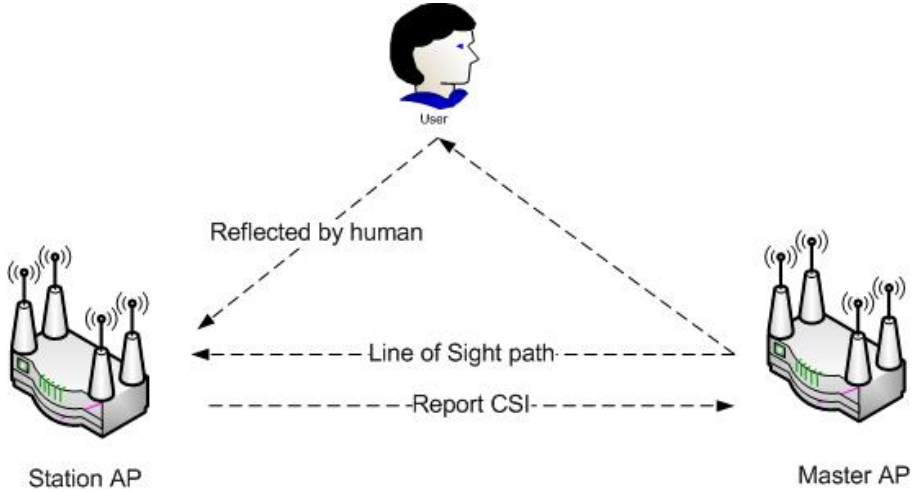 User
Reflected by human
Line of Sight path
Report CSI
Station AP
Master AP